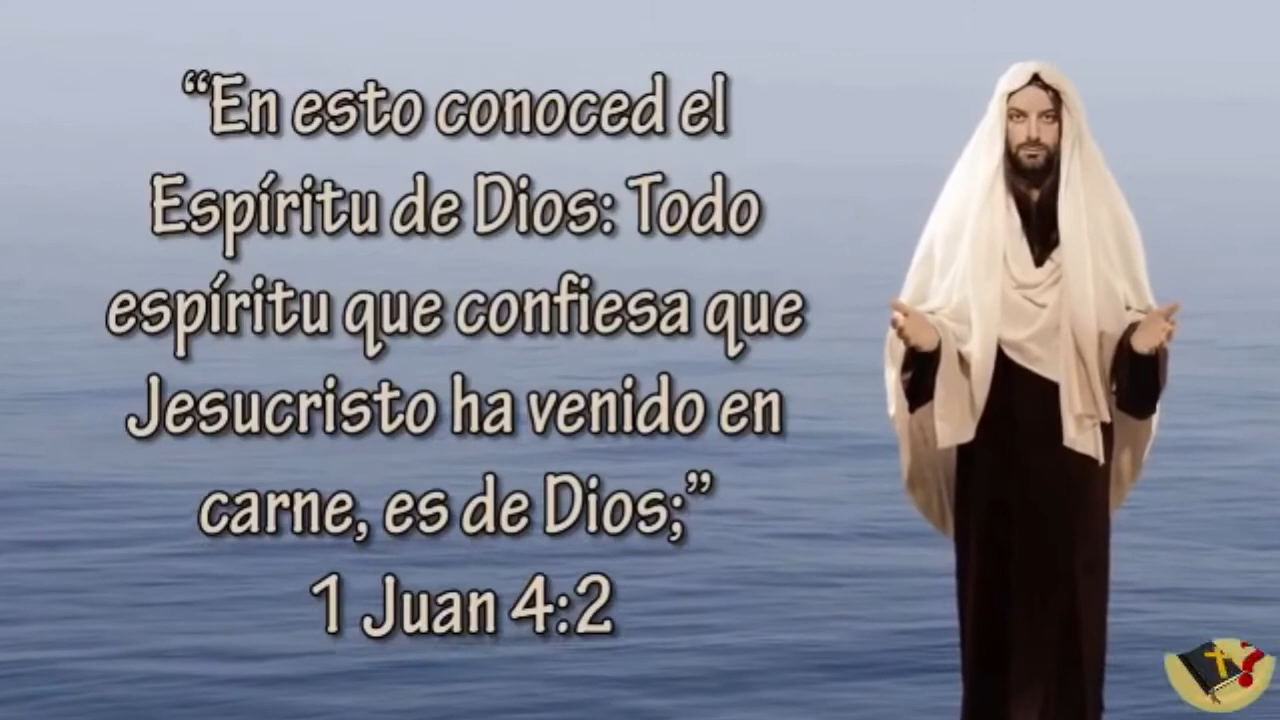 “En esto conoced el
Espíritu de Dios: Todo
espíritu que confiesa que
Jesucristo ha venido en
carne, es de Dios;”
1 Juan 4:2
?